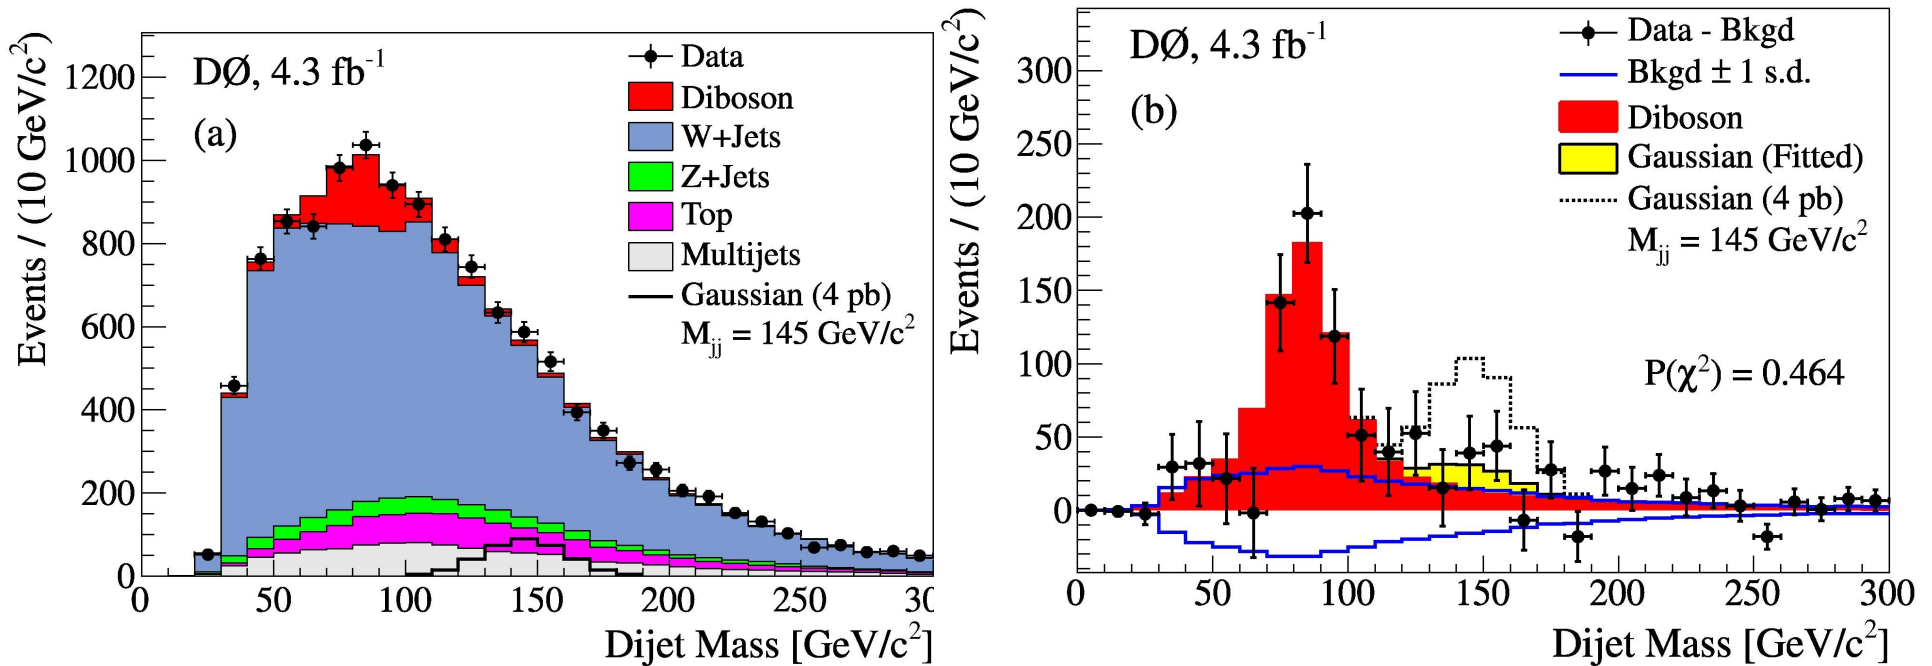 DØ, 4.3 fb⁻¹
(a)
Data
Diboson
W+Jets
Z+Jets
Top
Multijets
Gaussian (4 pb)
Mjj = 145 GeV/c²
Events / (10 GeV/c²)
1200
1000
800
600
400
200
0
0 50 100 150 200 250 30
Dijet Mass [GeV/c²]
DØ, 4.3 fb⁻¹
(b)
Data - Bkgd
Bkgd ± 1 s.d.
Diboson
Gaussian (Fitted)
Gaussian (4 pb)
Mjj = 145 GeV/c²
P(χ²) = 0.464
Events / (10 GeV/c²)
300
250
200
150
100
50
0
0 50 100 150 200 250 300
Dijet Mass [GeV/c²]